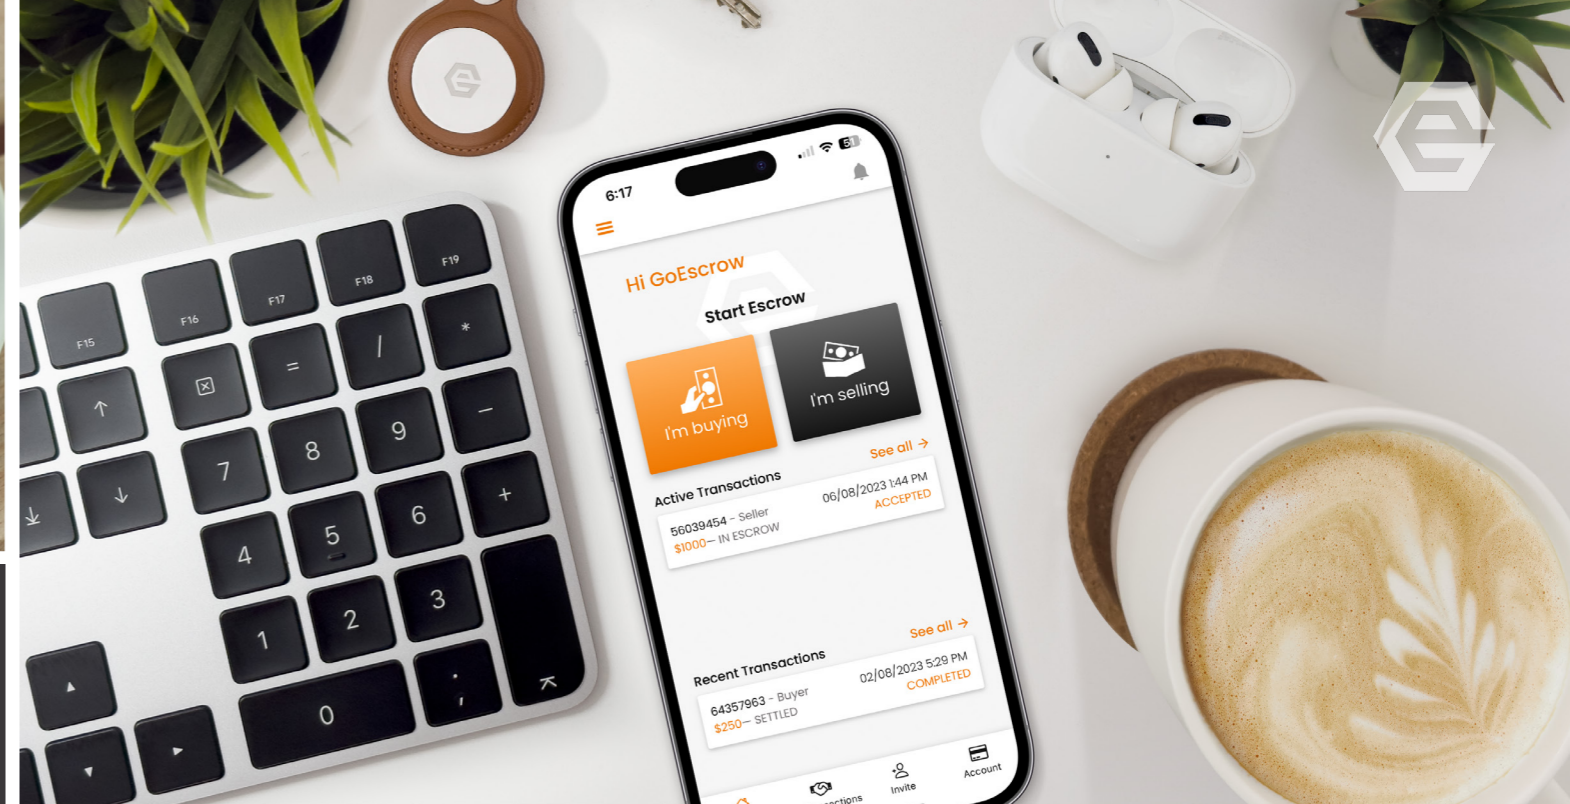 6:17
51
Hi GoEscrow
Start Escrow
I'm buying
I'm selling
See all →
Active Transactions
56039454 - Seller
06/08/2023 1:44 PM
$1000— IN ESCROW
ACCEPTED
See all →
Recent Transactions
64357963 - Buyer
02/08/2023 5:29 PM
$250— SETTLED
COMPLETED
Invite
Account
F15
F16
F17
F18
F19
=
/
*
7
8
9
−
4
5
6
+
1
2
3
0